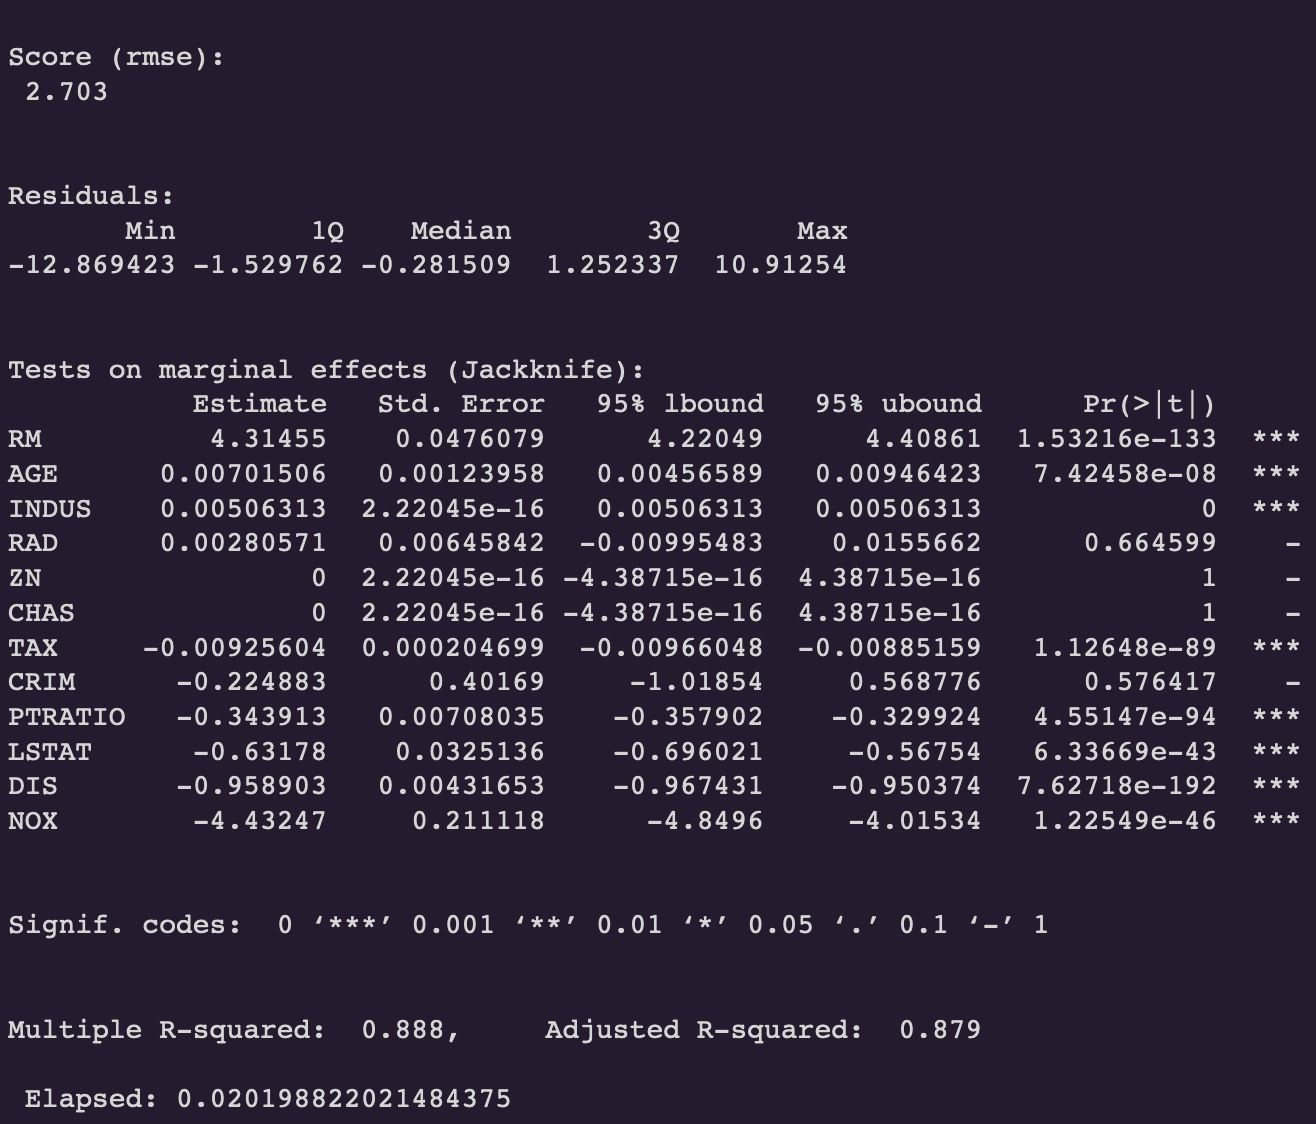 Score (rmse):
 2.703
Residuals:
       Min        1Q    Median        3Q       Max
-12.869423 -1.529762 -0.281509  1.252337  10.91254
Tests on marginal effects (Jackknife):
           Estimate   Std. Error   95% lbound   95% ubound      Pr(>|t|)
RM          4.31455    0.0476079      4.22049      4.40861  1.53216e-133  ***
AGE      0.00701506   0.00123958   0.00456589   0.00946423   7.42458e-08  ***
INDUS    0.00506313  2.22045e-16   0.00506313   0.00506313             0  ***
RAD      0.00280571   0.00645842  -0.00995483    0.0155662      0.664599    -
ZN                0  2.22045e-16 -4.38715e-16  4.38715e-16             1    -
CHAS              0  2.22045e-16 -4.38715e-16  4.38715e-16             1    -
TAX     -0.00925604  0.000204699  -0.00966048  -0.00885159   1.12648e-89  ***
CRIM      -0.224883      0.40169     -1.01854     0.568776      0.576417    -
PTRATIO   -0.343913   0.00708035    -0.357902    -0.329924   4.55147e-94  ***
LSTAT      -0.63178    0.0325136    -0.696021     -0.56754   6.33669e-43  ***
DIS       -0.958903   0.00431653    -0.967431    -0.950374  7.62718e-192  ***
NOX        -4.43247     0.211118      -4.8496     -4.01534   1.22549e-46  ***
Signif. codes:  0 ‘***’ 0.001 ‘**’ 0.01 ‘*’ 0.05 ‘.’ 0.1 ‘-’ 1
Multiple R-squared:  0.888,	Adjusted R-squared:  0.879
 Elapsed: 0.020198822021484375